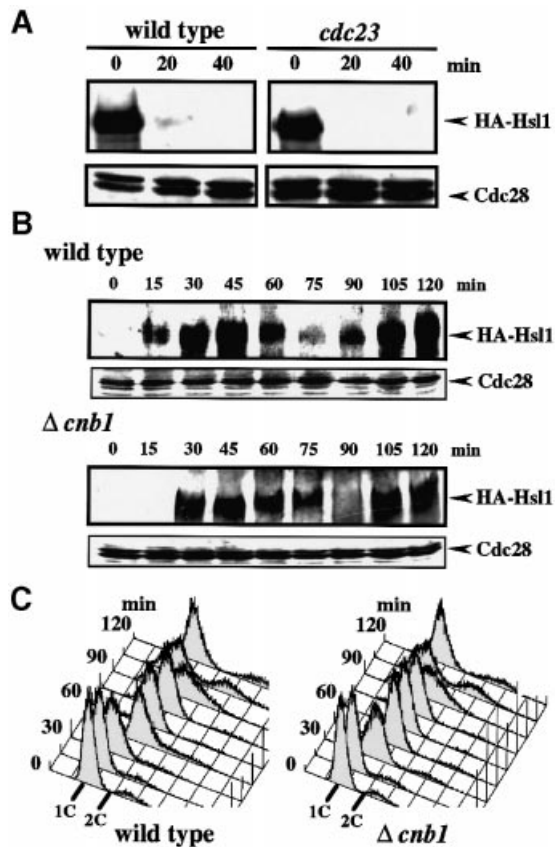 A
wild type cdc23
0 20 40 0 20 40 min
HA-Hsl1
Cdc28
B
wild type
0 15 30 45 60 75 90 105 120 min
HA-Hsl1
Cdc28
Δ cnb1
0 15 30 45 60 75 90 105 120 min
HA-Hsl1
Cdc28
C
min min
120 120
90 90
60 60
30 30
0 0
1C 2C 1C 2C
wild type Δ cnb1